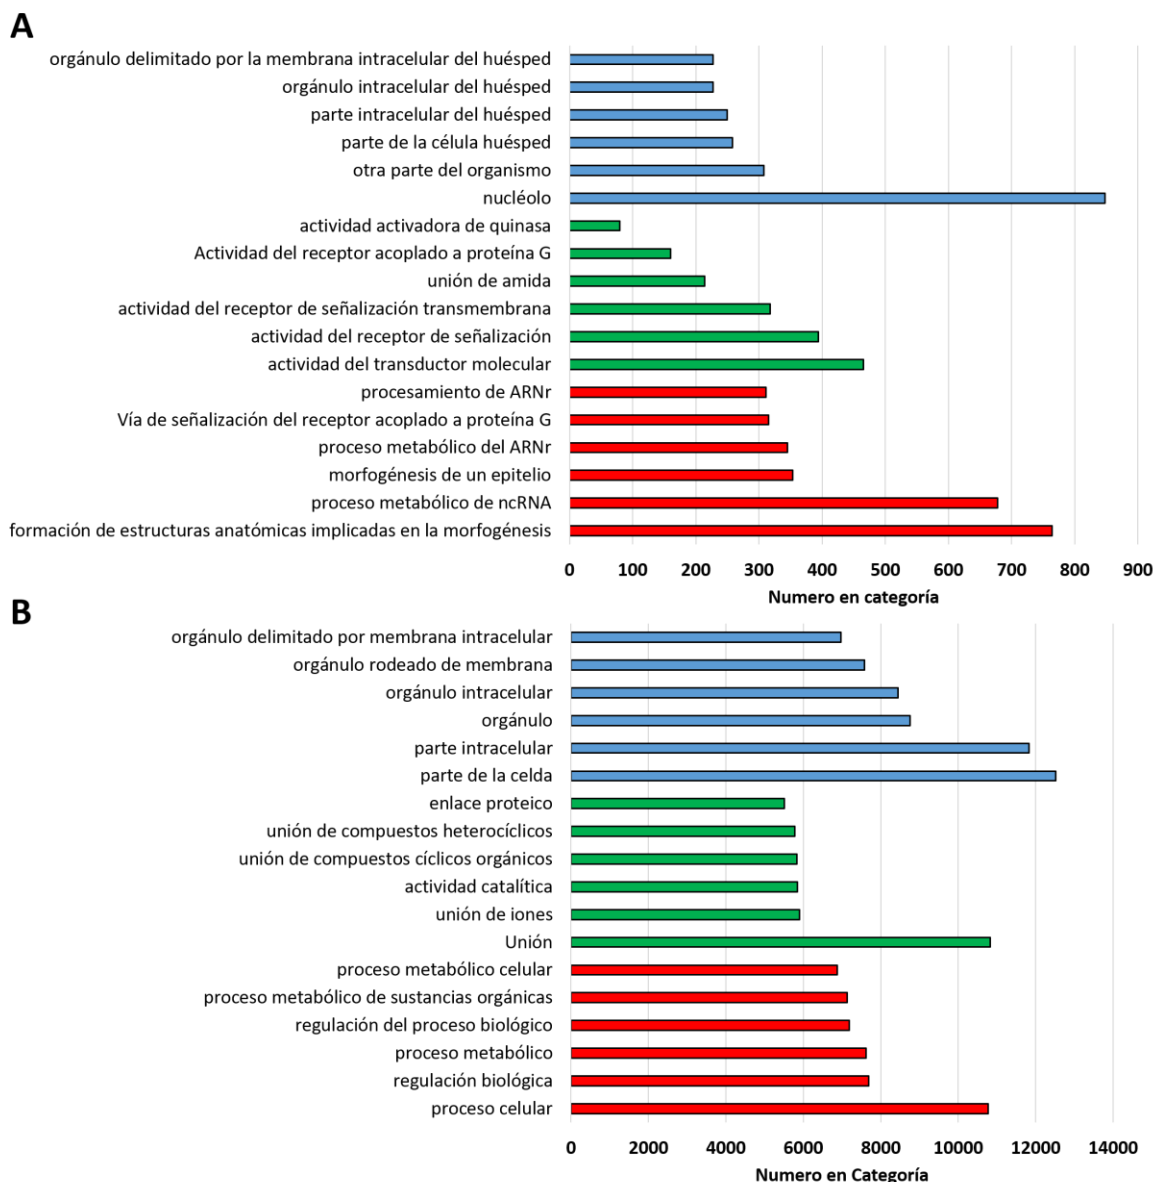 A
orgánulo delimitado por la membrana intracelular del huésped
orgánulo intracelular del huésped
parte intracelular del huésped
parte de la célula huésped
otra parte del organismo
nucléolo
actividad activadora de quinasa
Actividad del receptor acoplado a proteína G
unión de amida
actividad del receptor de señalización transmembrana
actividad del receptor de señalización
actividad del transductor molecular
procesamiento de ARNr
Vía de señalización del receptor acoplado a proteína G
proceso metabólico del ARNr
morfogénesis de un epitelio
proceso metabólico de ncRNA
formación de estructuras anatómicas implicadas en la morfogénesis
0 100 200 300 400 500 600 700 800 900
Numero en categoría
B
orgánulo delimitado por membrana intracelular
orgánulo rodeado de membrana
orgánulo intracelular
orgánulo
parte intracelular
parte de la celda
enlace proteico
unión de compuestos heterocíclicos
unión de compuestos cíclicos orgánicos
actividad catalítica
unión de iones
Unión
proceso metabólico celular
proceso metabólico de sustancias orgánicas
regulación del proceso biológico
proceso metabólico
regulación biológica
proceso celular
0 2000 4000 6000 8000 10000 12000 14000
Numero en Categoría